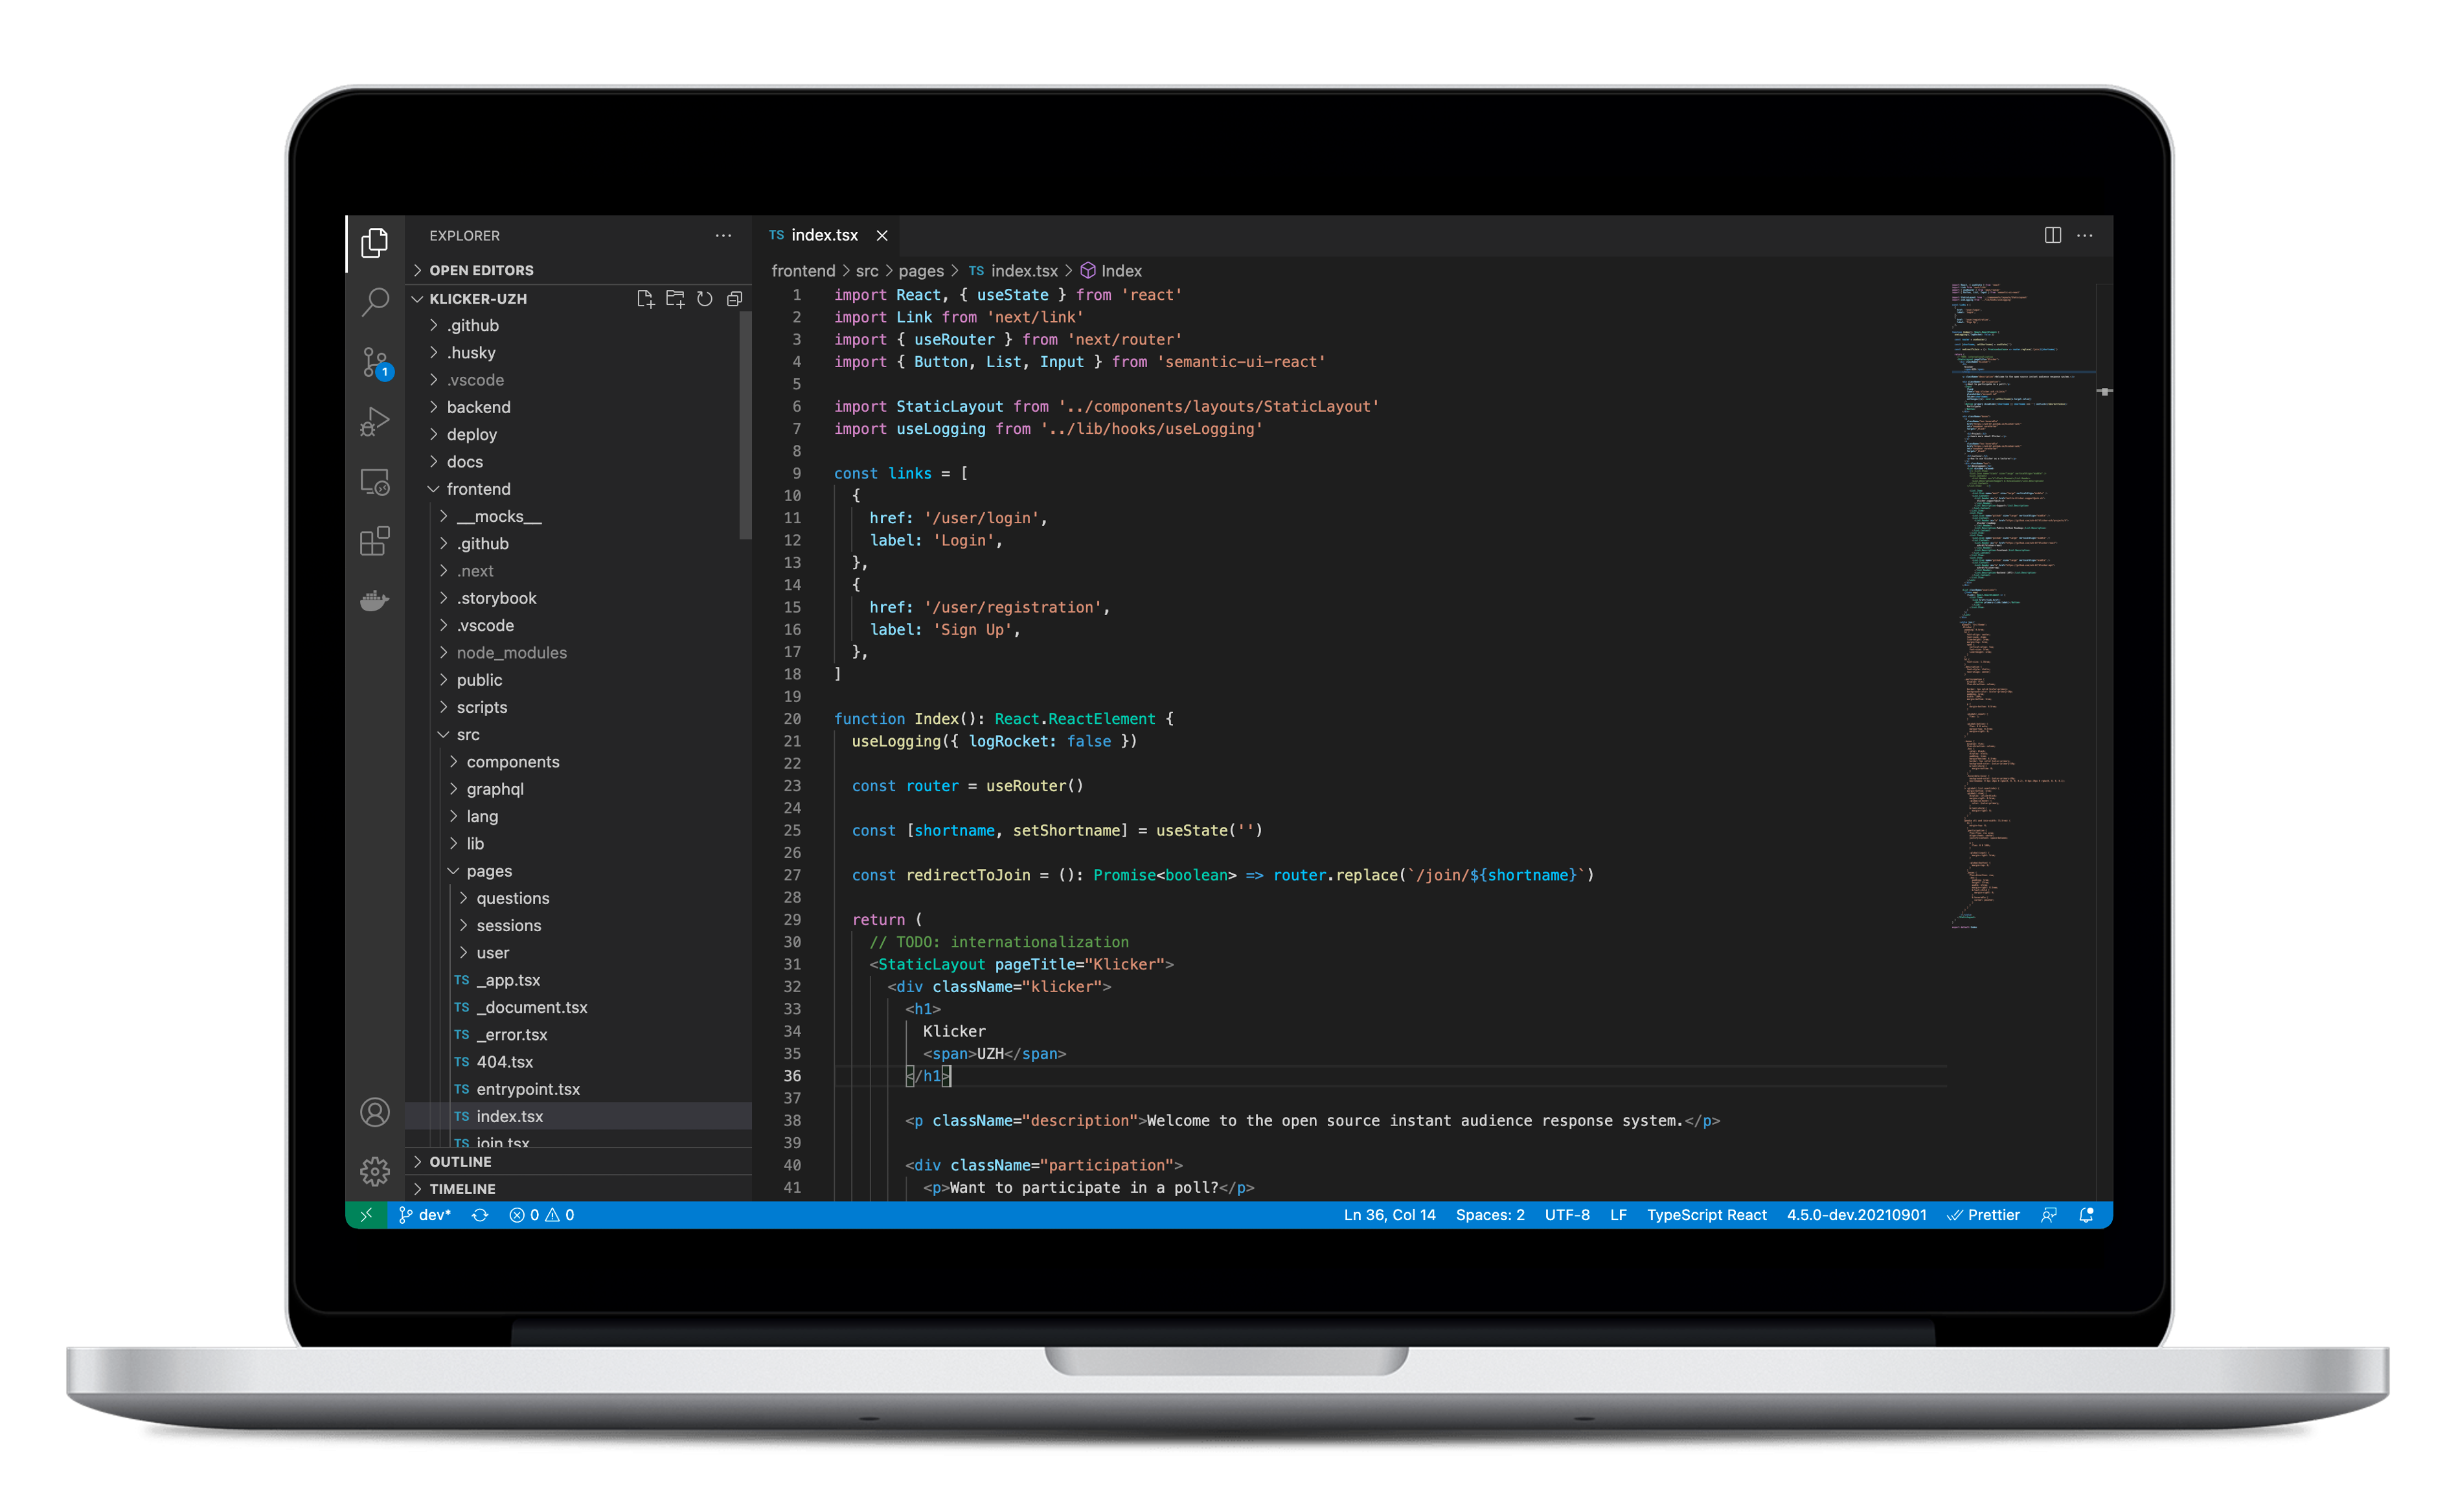 EXPLORER
OPEN EDITORS
KLICKER-UZH
.github
.husky
.vscode
backend
deploy
docs
frontend
__mocks__
.github
.next
.storybook
.vscode
node_modules
public
scripts
src
components
graphql
lang
lib
pages
questions
sessions
user
TS _app.tsx
TS _document.tsx
TS _error.tsx
TS 404.tsx
TS entrypoint.tsx
TS index.tsx
TS join.tsx
OUTLINE
TIMELINE
1
TS index.tsx
frontend > src > pages > TS index.tsx > Index
1 import React, { useState } from 'react'
2 import Link from 'next/link'
3 import { useRouter } from 'next/router'
4 import { Button, List, Input } from 'semantic-ui-react'
5
6 import StaticLayout from '../components/layouts/StaticLayout'
7 import useLogging from '../lib/hooks/useLogging'
8
9 const links = [
10 {
11 href: '/user/login',
12 label: 'Login',
13 },
14 {
15 href: '/user/registration',
16 label: 'Sign Up',
17 },
18 ]
19
20 function Index(): React.ReactElement {
21 useLogging({ logRocket: false })
22
23 const router = useRouter()
24
25 const [shortname, setShortname] = useState('')
26
27 const redirectToJoin = (): Promise<boolean> => router.replace(`/join/${shortname}`)
28
29 return (
30 // TODO: internationalization
31 <StaticLayout pageTitle="Klicker">
32 <div className="klicker">
33 <h1>
34 Klicker
35 <span>UZH</span>
36 </h1>
37
38 <p className="description">Welcome to the open source instant audience response system.</p>
39
40 <div className="participation">
41 <p>Want to participate in a poll?</p>
dev* 0 0 Ln 36, Col 14 Spaces: 2 UTF-8 LF TypeScript React 4.5.0-dev.20210901 Prettier